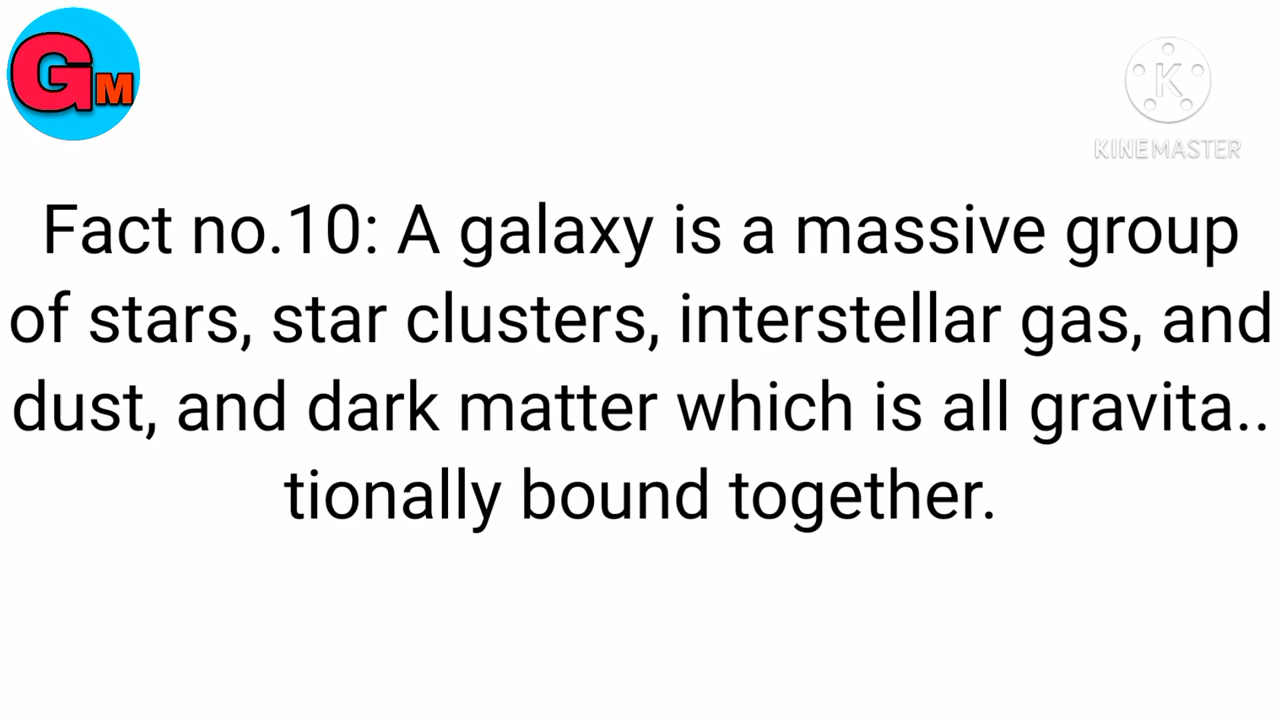 GM
KINEMASTER
Fact no.10: A galaxy is a massive group
of stars, star clusters, interstellar gas, and
dust, and dark matter which is all gravita..
tionally bound together.